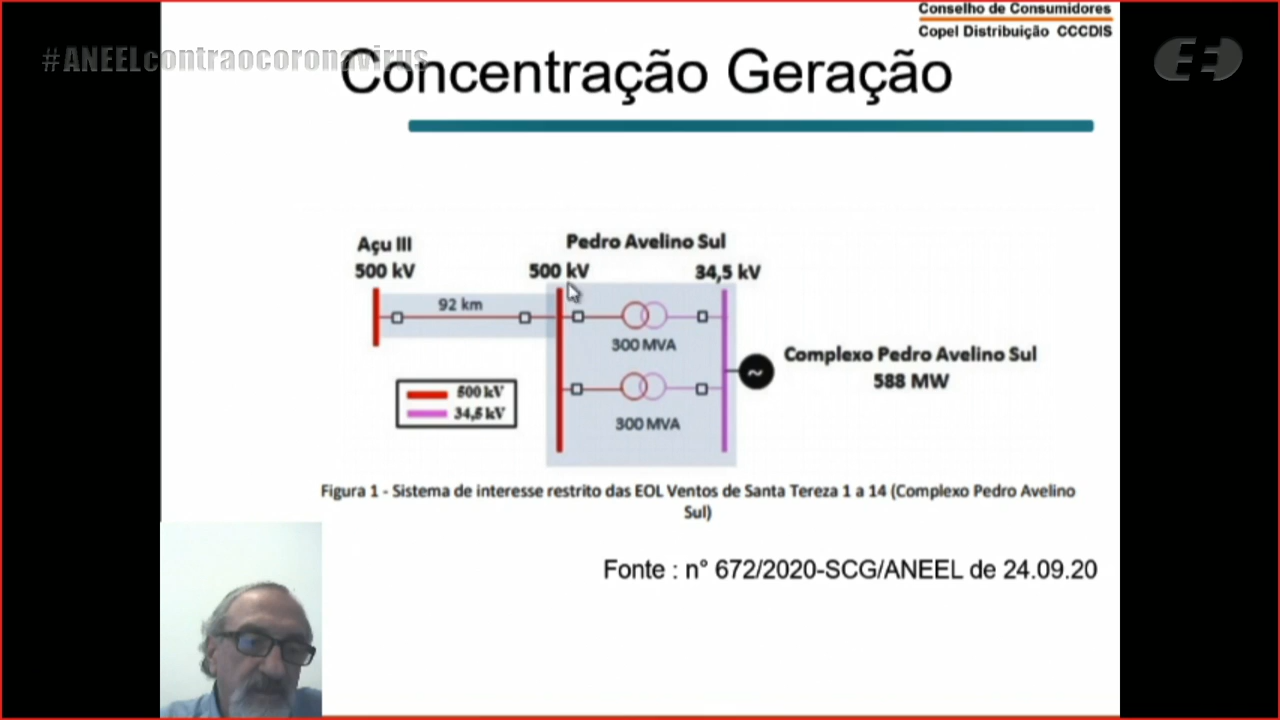 Conselho de Consumidores
Copel Distribuição CCCDIS
#ANEELcontraocoronavirus
Concentração Geração
Açu III
500 kV
Pedro Avelino Sul
500 kV
34,5 kV
92 km
300 MVA
300 MVA
Complexo Pedro Avelino Sul
588 MW
500 kV
34,5 kV
Figura 1 - Sistema de interesse restrito das EOL Ventos de Santa Tereza 1 a 14 (Complexo Pedro Avelino
Sul)
Fonte : n° 672/2020-SCG/ANEEL de 24.09.20